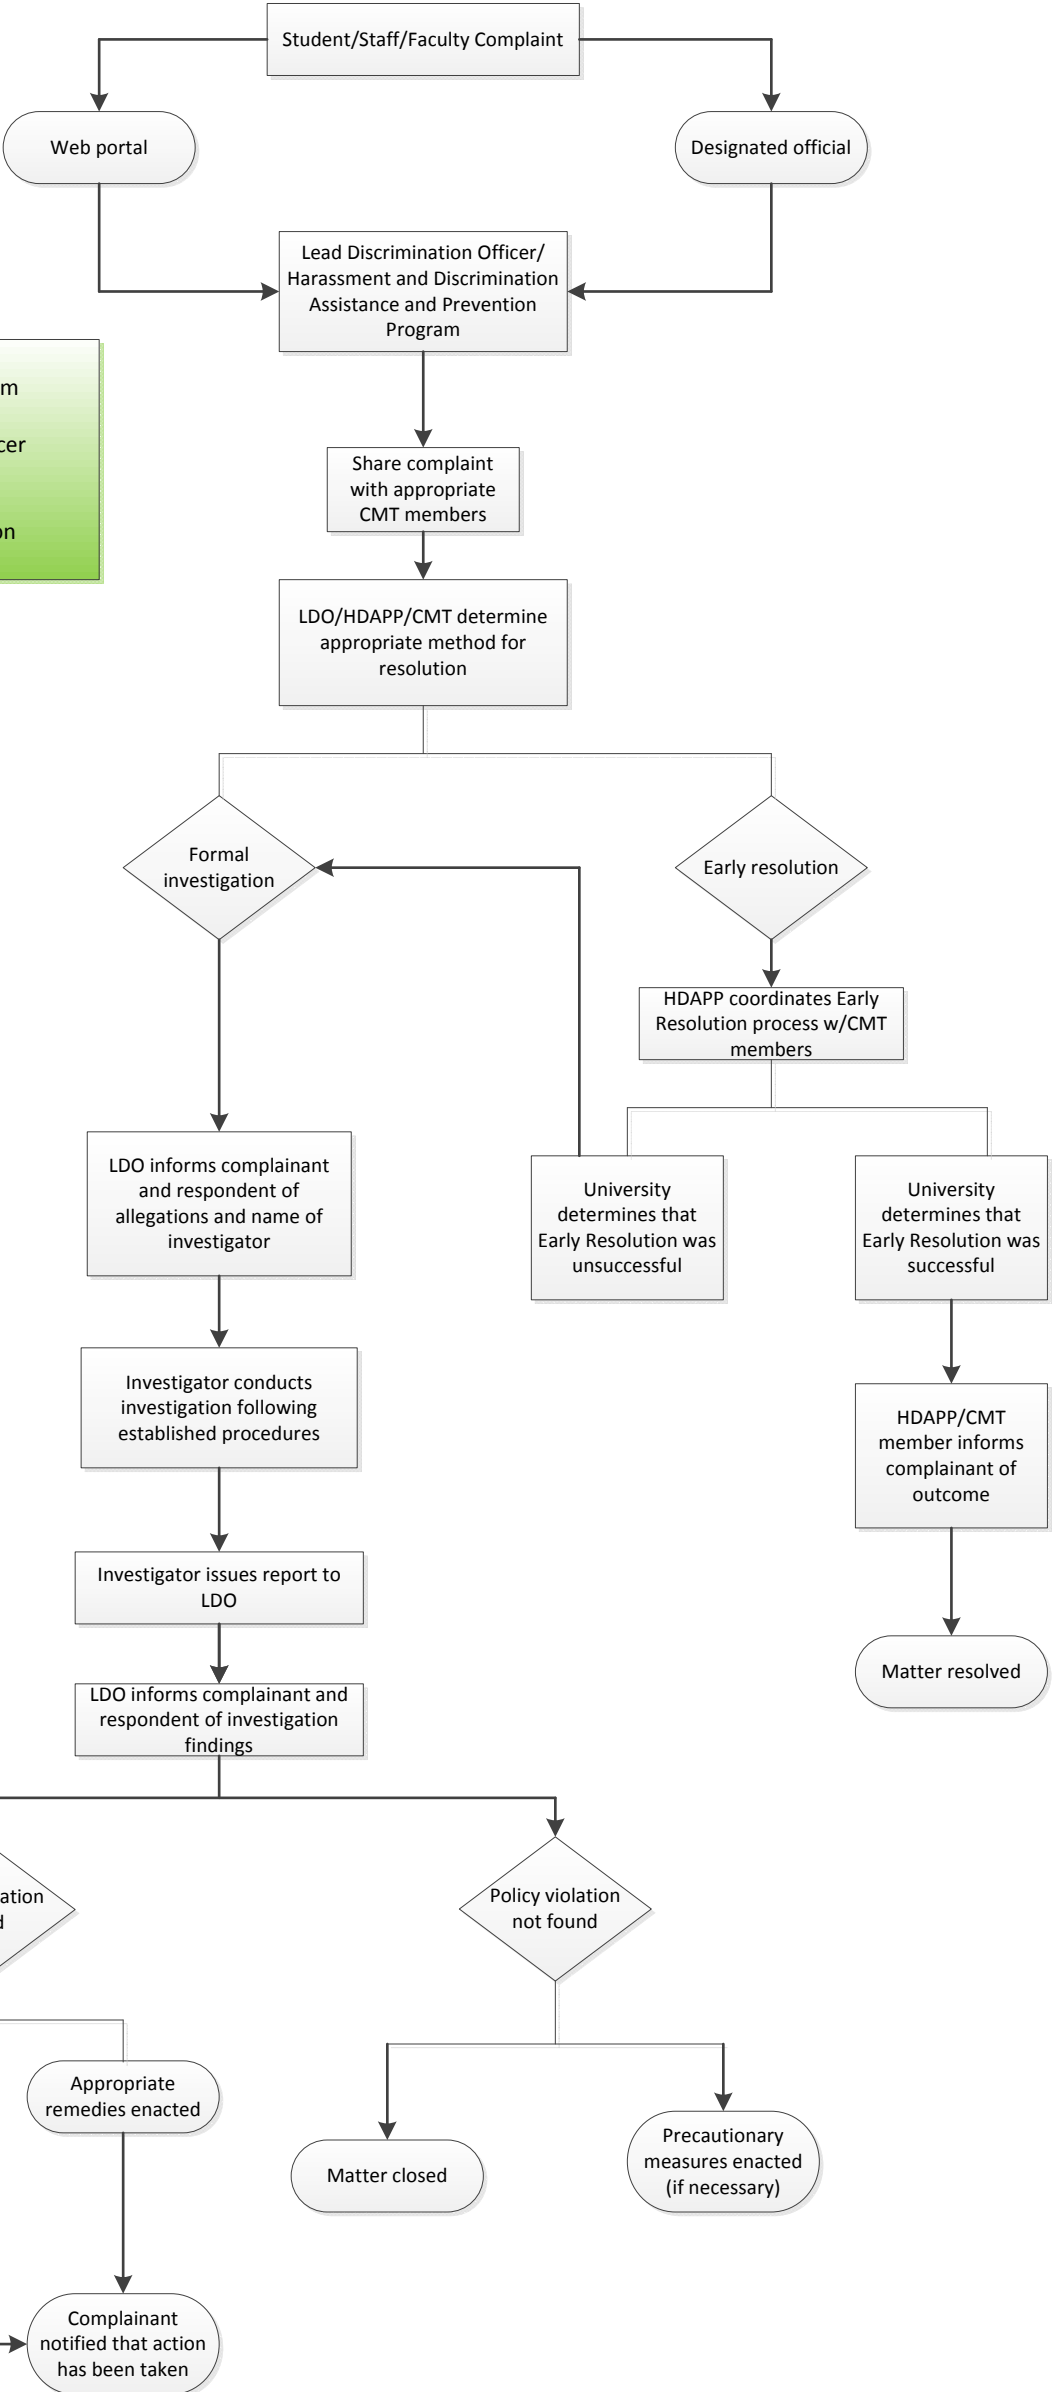 Student/Staff/Faculty Complaint
Web portal
Designated official
Lead Discrimination Officer/
Harassment and Discrimination
Assistance and Prevention
Program
Share complaint
with appropriate
CMT members
LDO/HDAPP/CMT determine
appropriate method for
resolution
Formal
investigation
Early resolution
HDAPP coordinates Early
Resolution process w/CMT
members
LDO informs complainant
and respondent of
allegations and name of
investigator
University
determines that
Early Resolution was
unsuccessful
University
determines that
Early Resolution was
successful
Investigator conducts
investigation following
established procedures
HDAPP/CMT
member informs
complainant of
outcome
Investigator issues report to
LDO
Matter resolved
LDO informs complainant and
respondent of investigation
findings
Policy violation
not found
Appropriate
remedies enacted
Matter closed
Precautionary
measures enacted
(if necessary)
Complainant
notified that action
has been taken